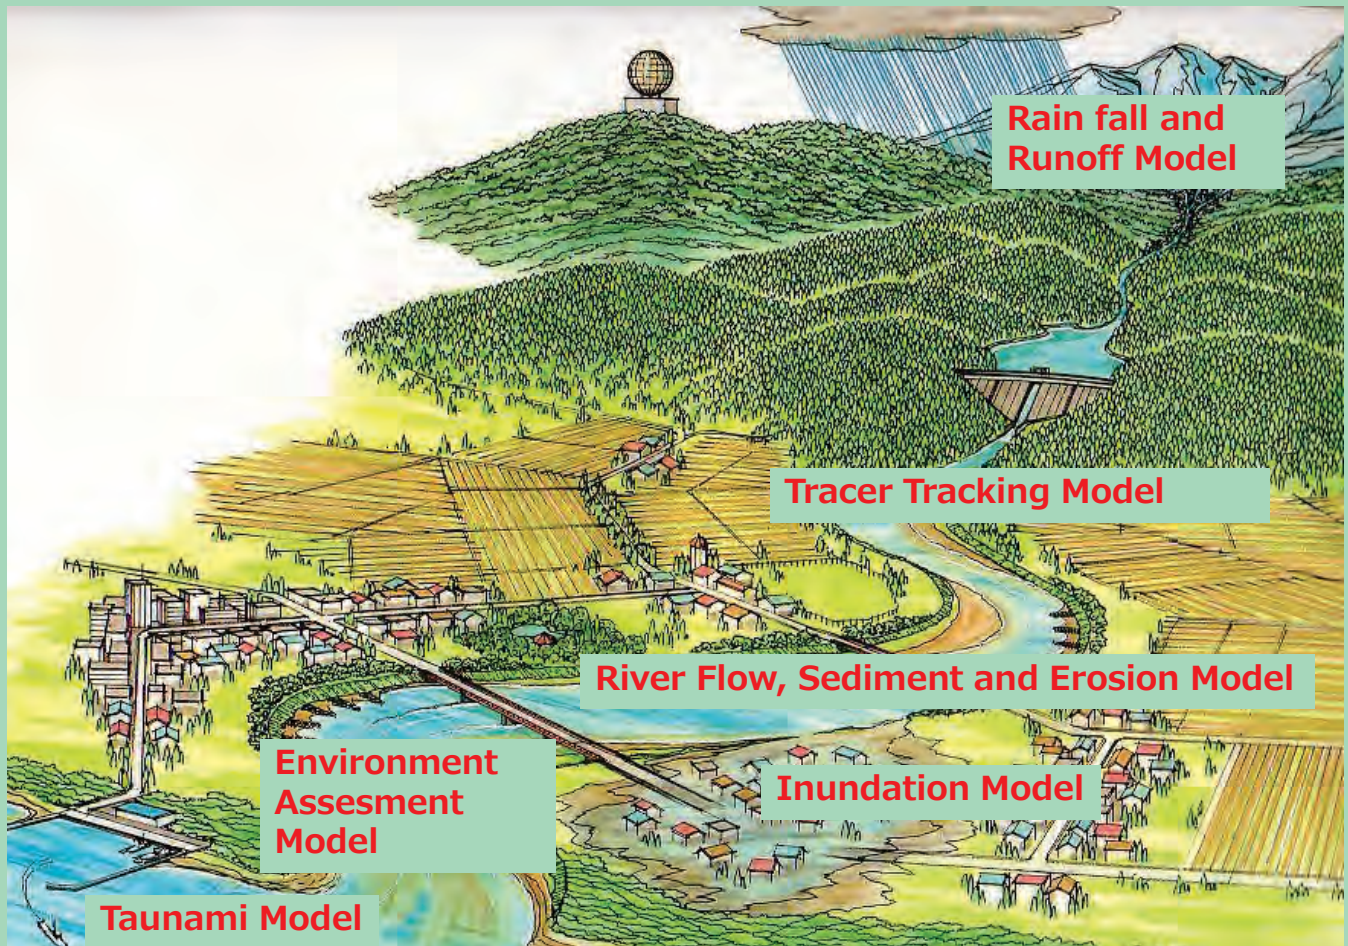 Rain fall and
Runoff Model
Tracer Tracking Model
River Flow, Sediment and Erosion Model
Environment
Assesment
Model
Inundation Model
Taunami Model